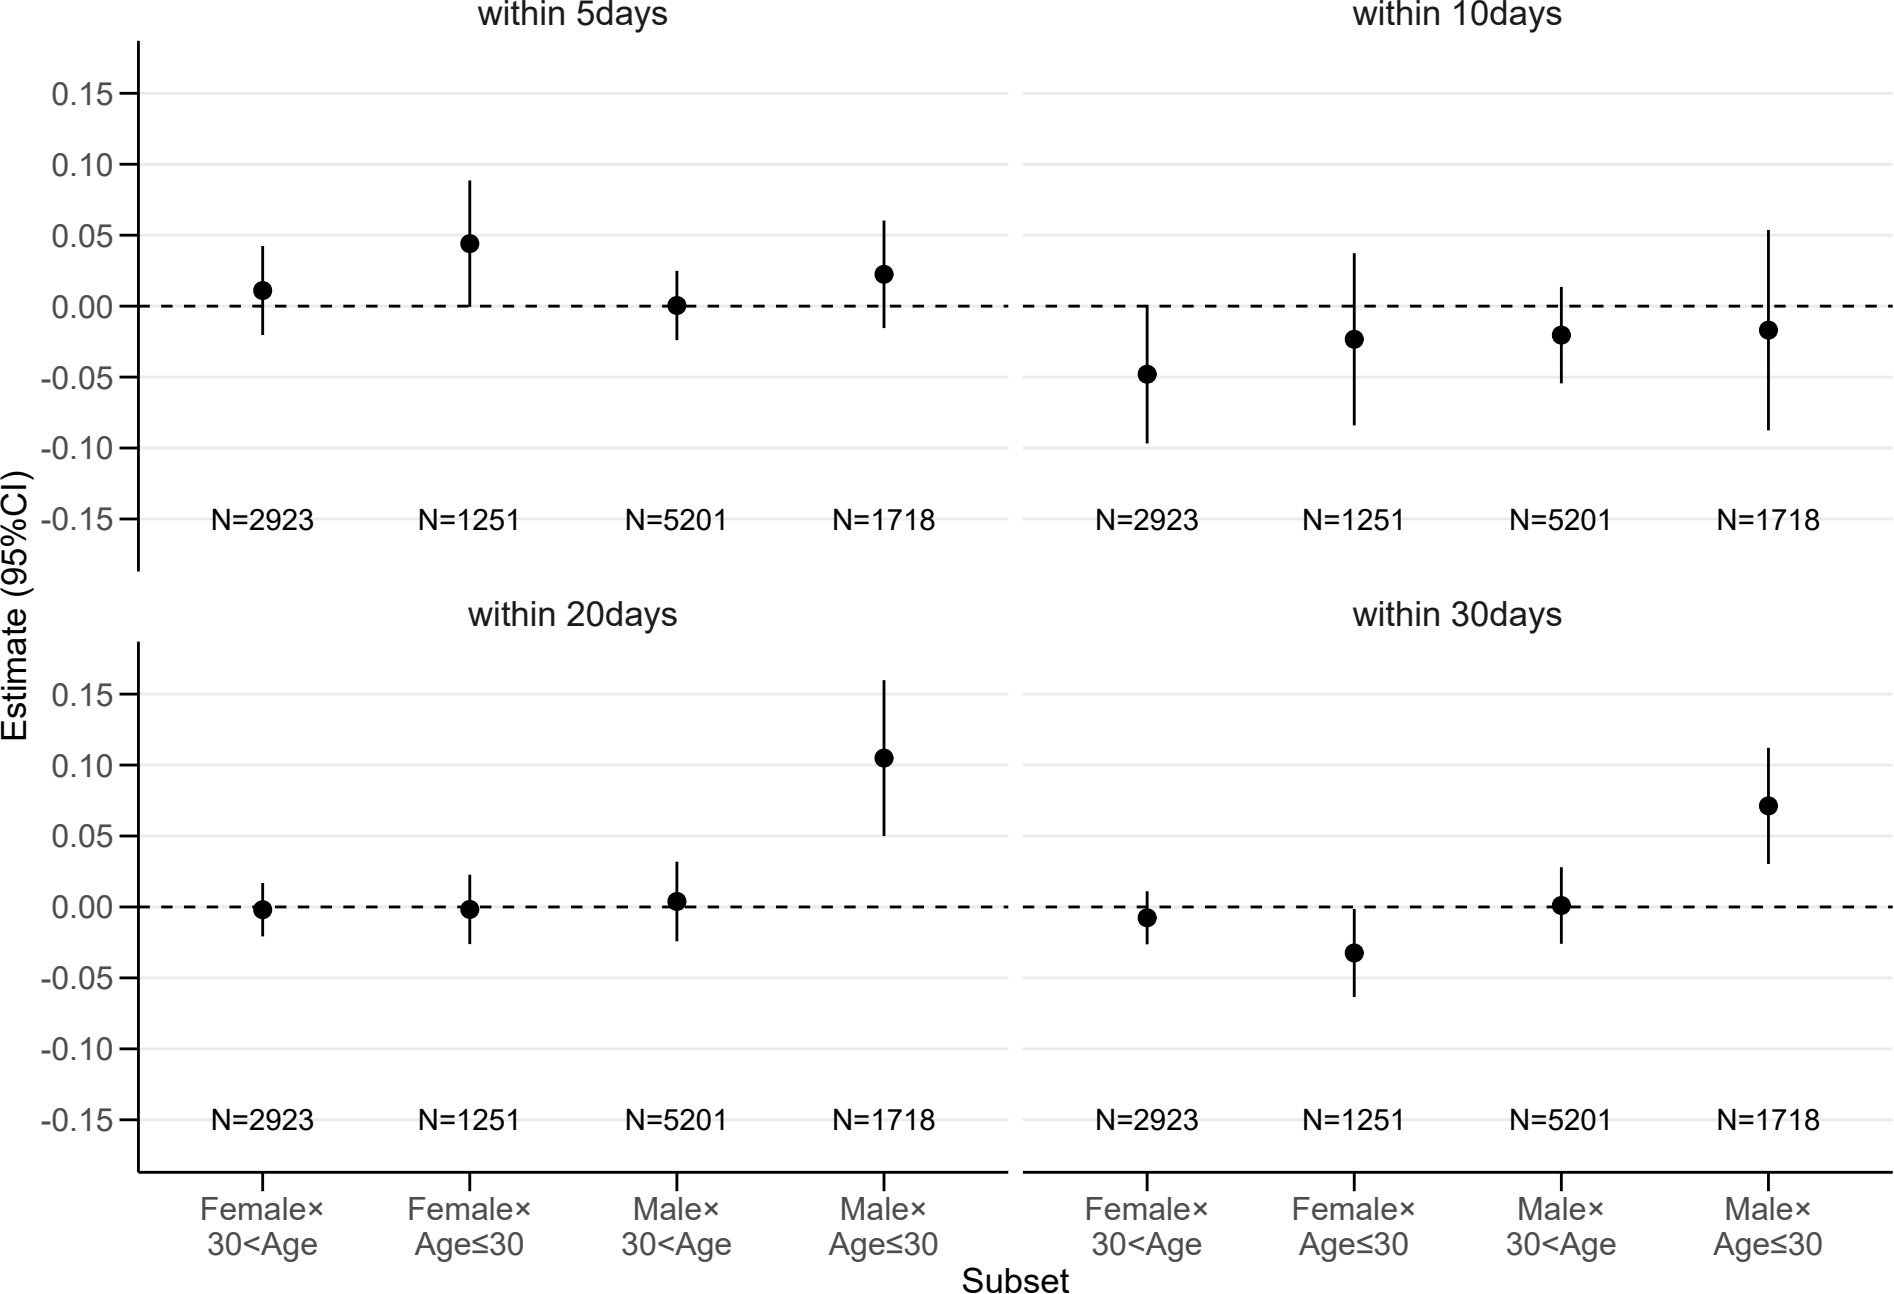 within 5days
within 10days
0.15
0.10
0.05
0.00
-0.05
-0.10
-0.15
N=2923 N=1251 N=5201 N=1718
N=2923 N=1251 N=5201 N=1718
Estimate (95%CI)
within 20days
within 30days
0.15
0.10
0.05
0.00
-0.05
-0.10
-0.15
N=2923 N=1251 N=5201 N=1718
N=2923 N=1251 N=5201 N=1718
Female× Female× Male× Male×
30<Age Age≤30 30<Age Age≤30
Female× Female× Male× Male×
30<Age Age≤30 30<Age Age≤30
Subset